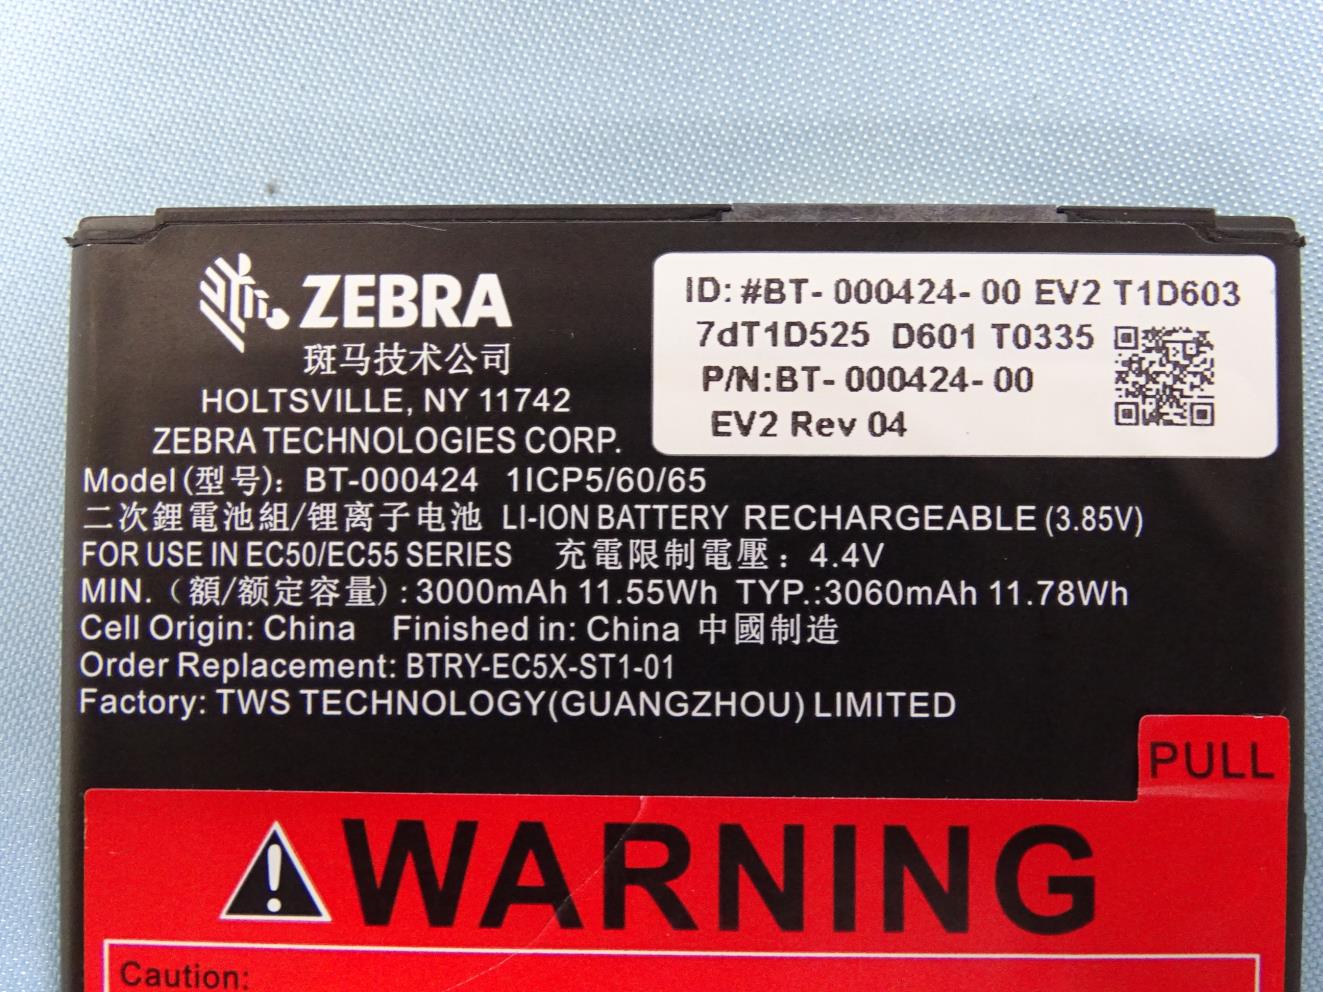 ZEBRA
斑马技术公司
HOLTSVILLE, NY 11742
ZEBRA TECHNOLOGIES CORP.
ID: #BT- 000424- 00 EV2 T1D603
7dT1D525 D601 T0335
P/N:BT- 000424- 00
EV2 Rev 04
Model(型号): BT-000424 1ICP5/60/65
二次鋰電池組/锂离子电池 LI-ION BATTERY RECHARGEABLE (3.85V)
FOR USE IN EC50/EC55 SERIES 充電限制電壓：4.4V
MIN.（額/额定容量）:3000mAh 11.55Wh TYP.:3060mAh 11.78Wh
Cell Origin: China Finished in: China 中國制造
Order Replacement: BTRY-EC5X-ST1-01
Factory: TWS TECHNOLOGY(GUANGZHOU) LIMITED
PULL
WARNING
Caution: